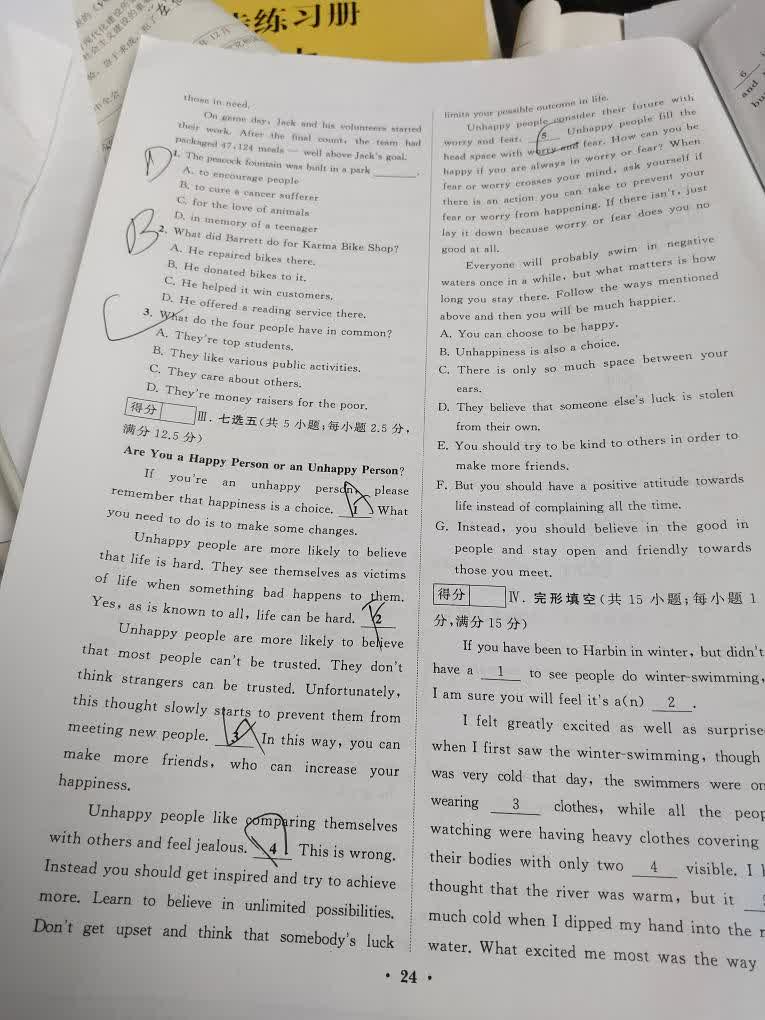 练习册
12月
those in need.
On game day, Jack and his volunteers started
their work. After the final count, the team had
packaged 47,124 meals — well above Jack's goal.
D
1. The peacock fountain was built in a park ______.
A. to encourage people
B. to cure a cancer sufferer
C. for the love of animals
D. in memory of a teenager
B
2. What did Barrett do for Karma Bike Shop?
A. He repaired bikes there.
B. He donated bikes to it.
C. He helped it win customers.
D. He offered a reading service there.
C
3. What do the four people have in common?
A. They're top students.
B. They like various public activities.
C. They care about others.
D. They're money raisers for the poor.
得分 Ⅲ. 七选五(共 5 小题;每小题 2.5 分,
满分 12.5 分)
Are You a Happy Person or an Unhappy Person?
If you're an unhappy person, please
remember that happiness is a choice. 1 What
you need to do is to make some changes.
Unhappy people are more likely to believe
that life is hard. They see themselves as victims
of life when something bad happens to them.
Yes, as is known to all, life can be hard. 2
Unhappy people are more likely to believe
that most people can't be trusted. They don't
think strangers can be trusted. Unfortunately,
this thought slowly starts to prevent them from
meeting new people. 3 In this way, you can
make more friends, who can increase your
happiness.
Unhappy people like comparing themselves
with others and feel jealous. 4 This is wrong.
Instead you should get inspired and try to achieve
more. Learn to believe in unlimited possibilities.
Don't get upset and think that somebody's luck
limits your possible outcome in life.
Unhappy people consider their future with
worry and fear. 5 Unhappy people fill the
head space with worry and fear. How can you be
happy if you are always in worry or fear? When
fear or worry crosses your mind, ask yourself if
there is an action you can take to prevent your
fear or worry from happening. If there isn't, just
lay it down because worry or fear does you no
good at all.
Everyone will probably swim in negative
waters once in a while, but what matters is how
long you stay there. Follow the ways mentioned
above and then you will be much happier.
A. You can choose to be happy.
B. Unhappiness is also a choice.
C. There is only so much space between your
ears.
D. They believe that someone else's luck is stolen
from their own.
E. You should try to be kind to others in order to
make more friends.
F. But you should have a positive attitude towards
life instead of complaining all the time.
G. Instead, you should believe in the good in
people and stay open and friendly towards
those you meet.
得分 Ⅳ. 完形填空(共 15 小题;每小题 1
分,满分 15 分)
If you have been to Harbin in winter, but didn't
have a 1 to see people do winter-swimming,
I am sure you will feel it's a(n) 2 .
I felt greatly excited as well as surprise
when I first saw the winter-swimming, though
was very cold that day, the swimmers were on
wearing 3 clothes, while all the peop
watching were having heavy clothes covering
their bodies with only two 4 visible. I
thought that the river was warm, but it
much cold when I dipped my hand into the r
water. What excited me most was the way
· 24 ·
6
and